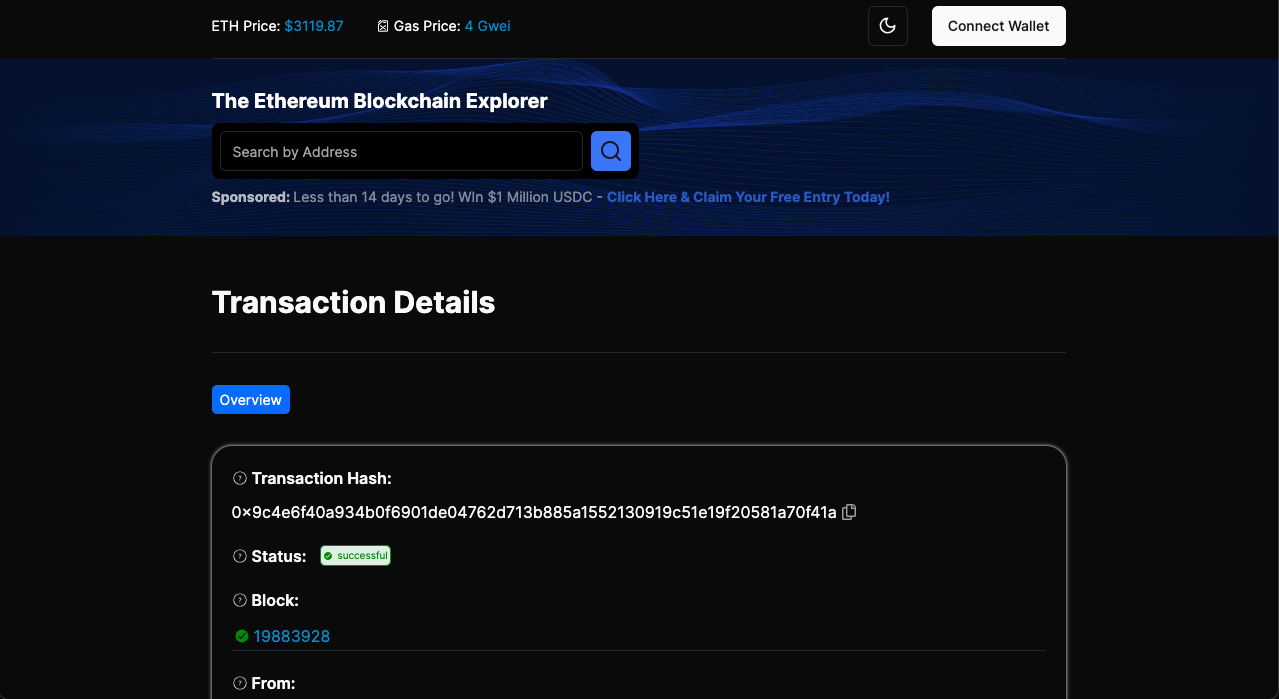 ETH Price: $3119.87 Gas Price: 4 Gwei Connect Wallet
The Ethereum Blockchain Explorer
Search by Address
Sponsored: Less than 14 days to go! WIn $1 Million USDC - Click Here & Claim Your Free Entry Today!
Transaction Details
Overview
Transaction Hash:
0x9c4e6f40a934b0f6901de04762d713b885a1552130919c51e19f20581a70f41a
Status: successful
Block:
19883928
From: